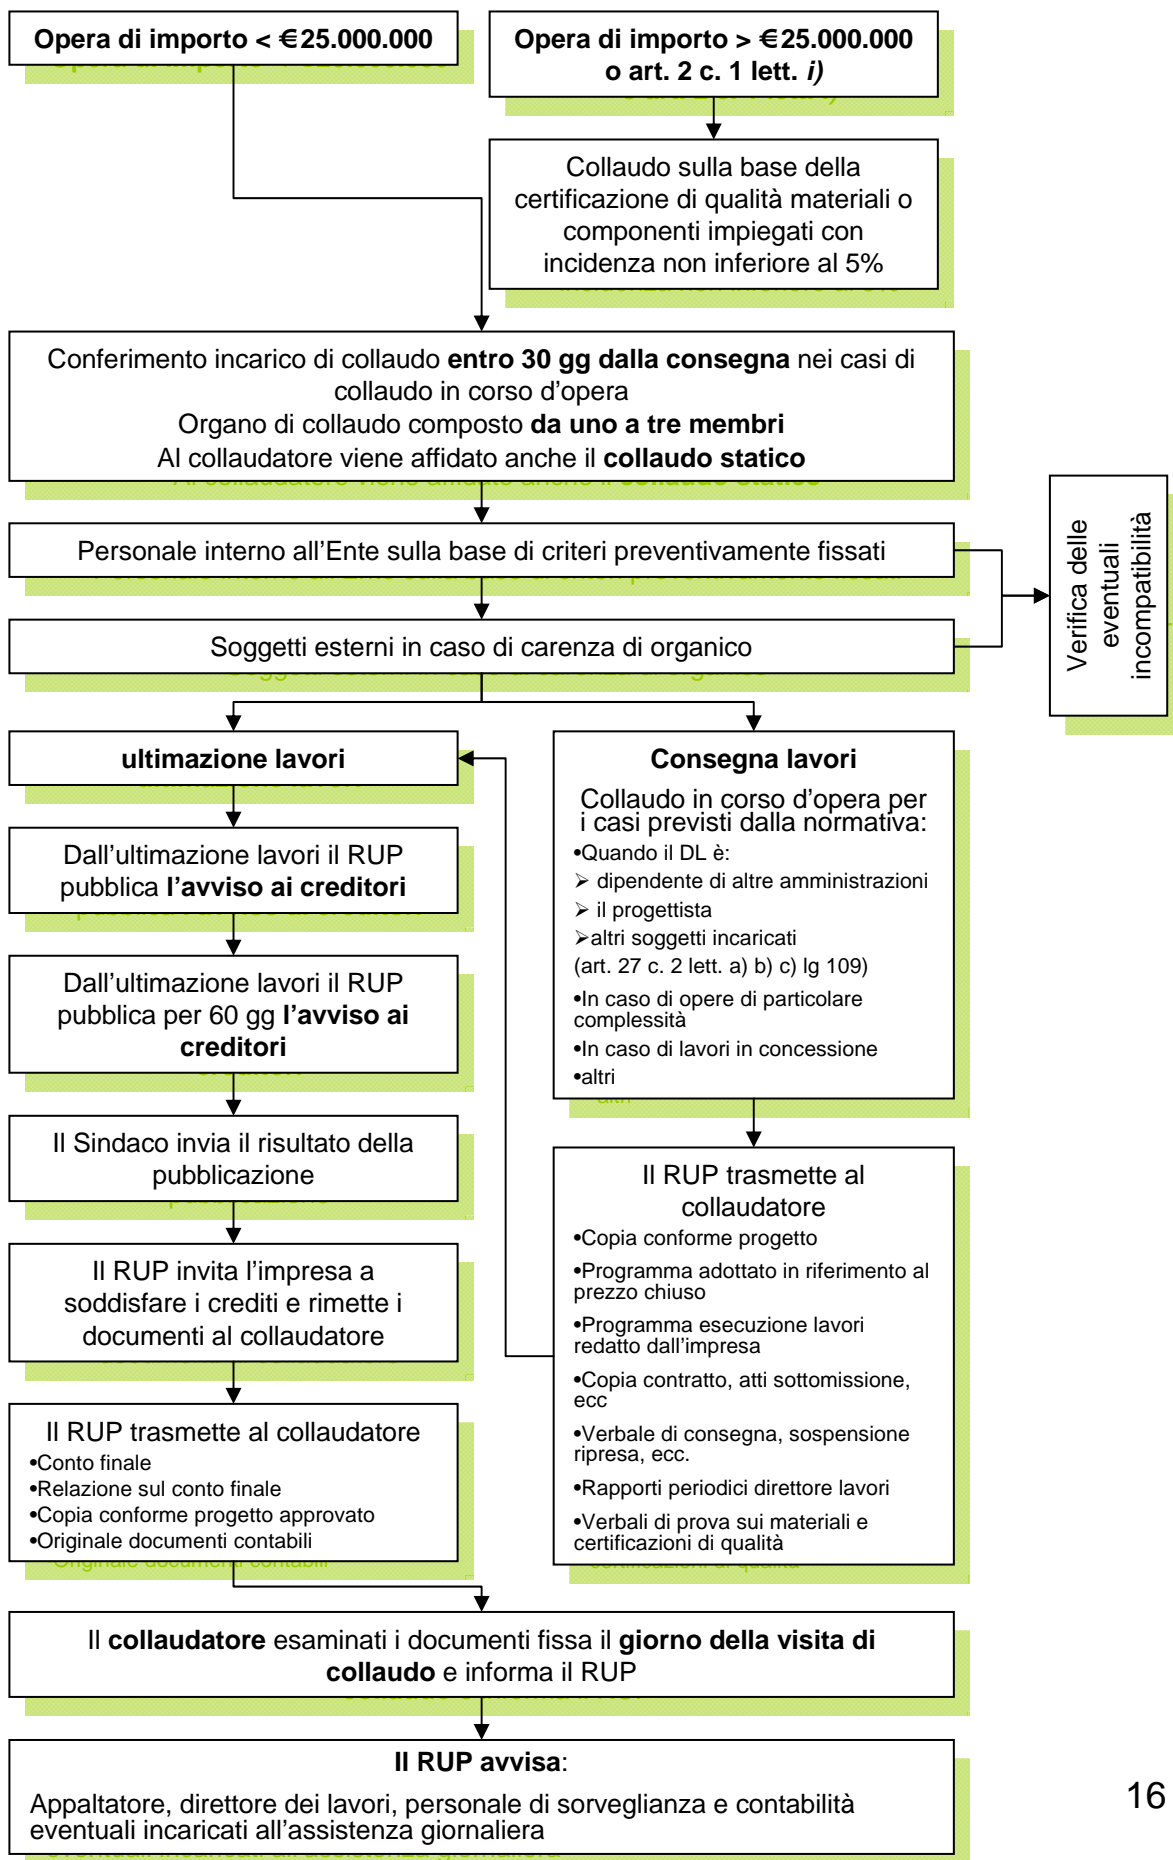 Opera di importo < €25.000.000
Opera di importo > €25.000.000
o art. 2 c. 1 lett. i)
Collaudo sulla base della
certificazione di qualità materiali o
componenti impiegati con
incidenza non inferiore al 5%
Conferimento incarico di collaudo entro 30 gg dalla consegna nei casi di
collaudo in corso d’opera
Organo di collaudo composto da uno a tre membri
Al collaudatore viene affidato anche il collaudo statico
Personale interno all’Ente sulla base di criteri preventivamente fissati
Soggetti esterni in caso di carenza di organico
Verifica delle
eventuali
incompatibilità
ultimazione lavori
Dall’ultimazione lavori il RUP
pubblica l’avviso ai creditori
Dall’ultimazione lavori il RUP
pubblica per 60 gg l’avviso ai
creditori
Il Sindaco invia il risultato della
pubblicazione
Il RUP invita l’impresa a
soddisfare i crediti e rimette i
documenti al collaudatore
Il RUP trasmette al collaudatore
•Conto finale
•Relazione sul conto finale
•Copia conforme progetto approvato
•Originale documenti contabili
Consegna lavori
Collaudo in corso d’opera per
i casi previsti dalla normativa:
•Quando il DL è:
➢ dipendente di altre amministrazioni
➢ il progettista
➢altri soggetti incaricati
(art. 27 c. 2 lett. a) b) c) lg 109)
•In caso di opere di particolare
complessità
•In caso di lavori in concessione
•altri
Il RUP trasmette al
collaudatore
•Copia conforme progetto
•Programma adottato in riferimento al
prezzo chiuso
•Programma esecuzione lavori
redatto dall’impresa
•Copia contratto, atti sottomissione,
ecc
•Verbale di consegna, sospensione
ripresa, ecc.
•Rapporti periodici direttore lavori
•Verbali di prova sui materiali e
certificazioni di qualità
Il collaudatore esaminati i documenti fissa il giorno della visita di
collaudo e informa il RUP
Il RUP avvisa:
Appaltatore, direttore dei lavori, personale di sorveglianza e contabilità
eventuali incaricati all’assistenza giornaliera
16